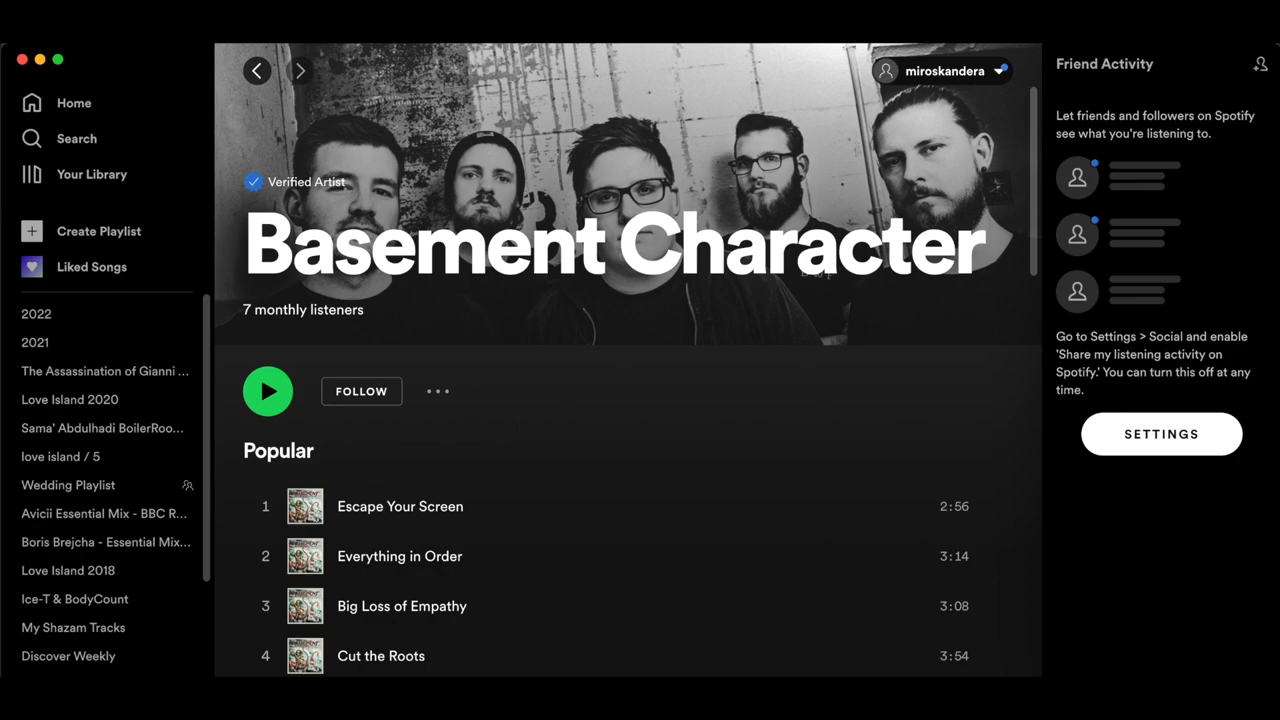 Home
Search
Your Library
Create Playlist
Liked Songs
2022
2021
The Assassination of Gianni ...
Love Island 2020
Sama' Abdulhadi BoilerRoo...
love island / 5
Wedding Playlist
Avicii Essential Mix - BBC R...
Boris Brejcha - Essential Mix...
Love Island 2018
Ice-T & BodyCount
My Shazam Tracks
Discover Weekly
miroskandera
Verified Artist
Basement Character
7 monthly listeners
FOLLOW
Popular
1 Escape Your Screen 2:56
2 Everything in Order 3:14
3 Big Loss of Empathy 3:08
4 Cut the Roots 3:54
Friend Activity
Let friends and followers on Spotify
see what you're listening to.
Go to Settings > Social and enable
'Share my listening activity on
Spotify.' You can turn this off at any
time.
SETTINGS